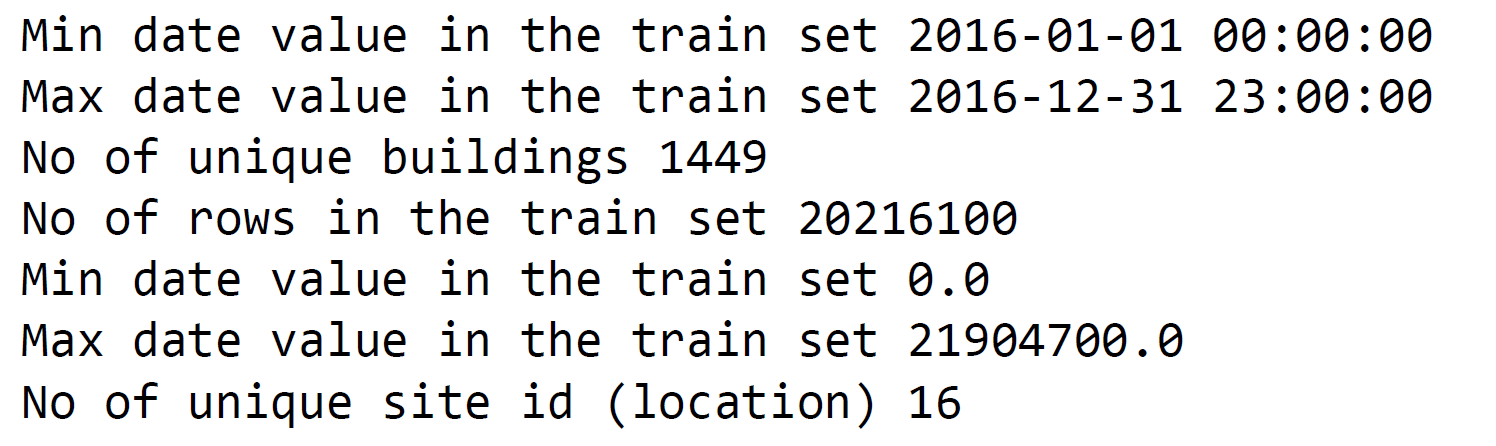 Min date value in the train set 2016-01-01 00:00:00
Max date value in the train set 2016-12-31 23:00:00
No of unique buildings 1449
No of rows in the train set 20216100
Min date value in the train set 0.0
Max date value in the train set 21904700.0
No of unique site id (location) 16